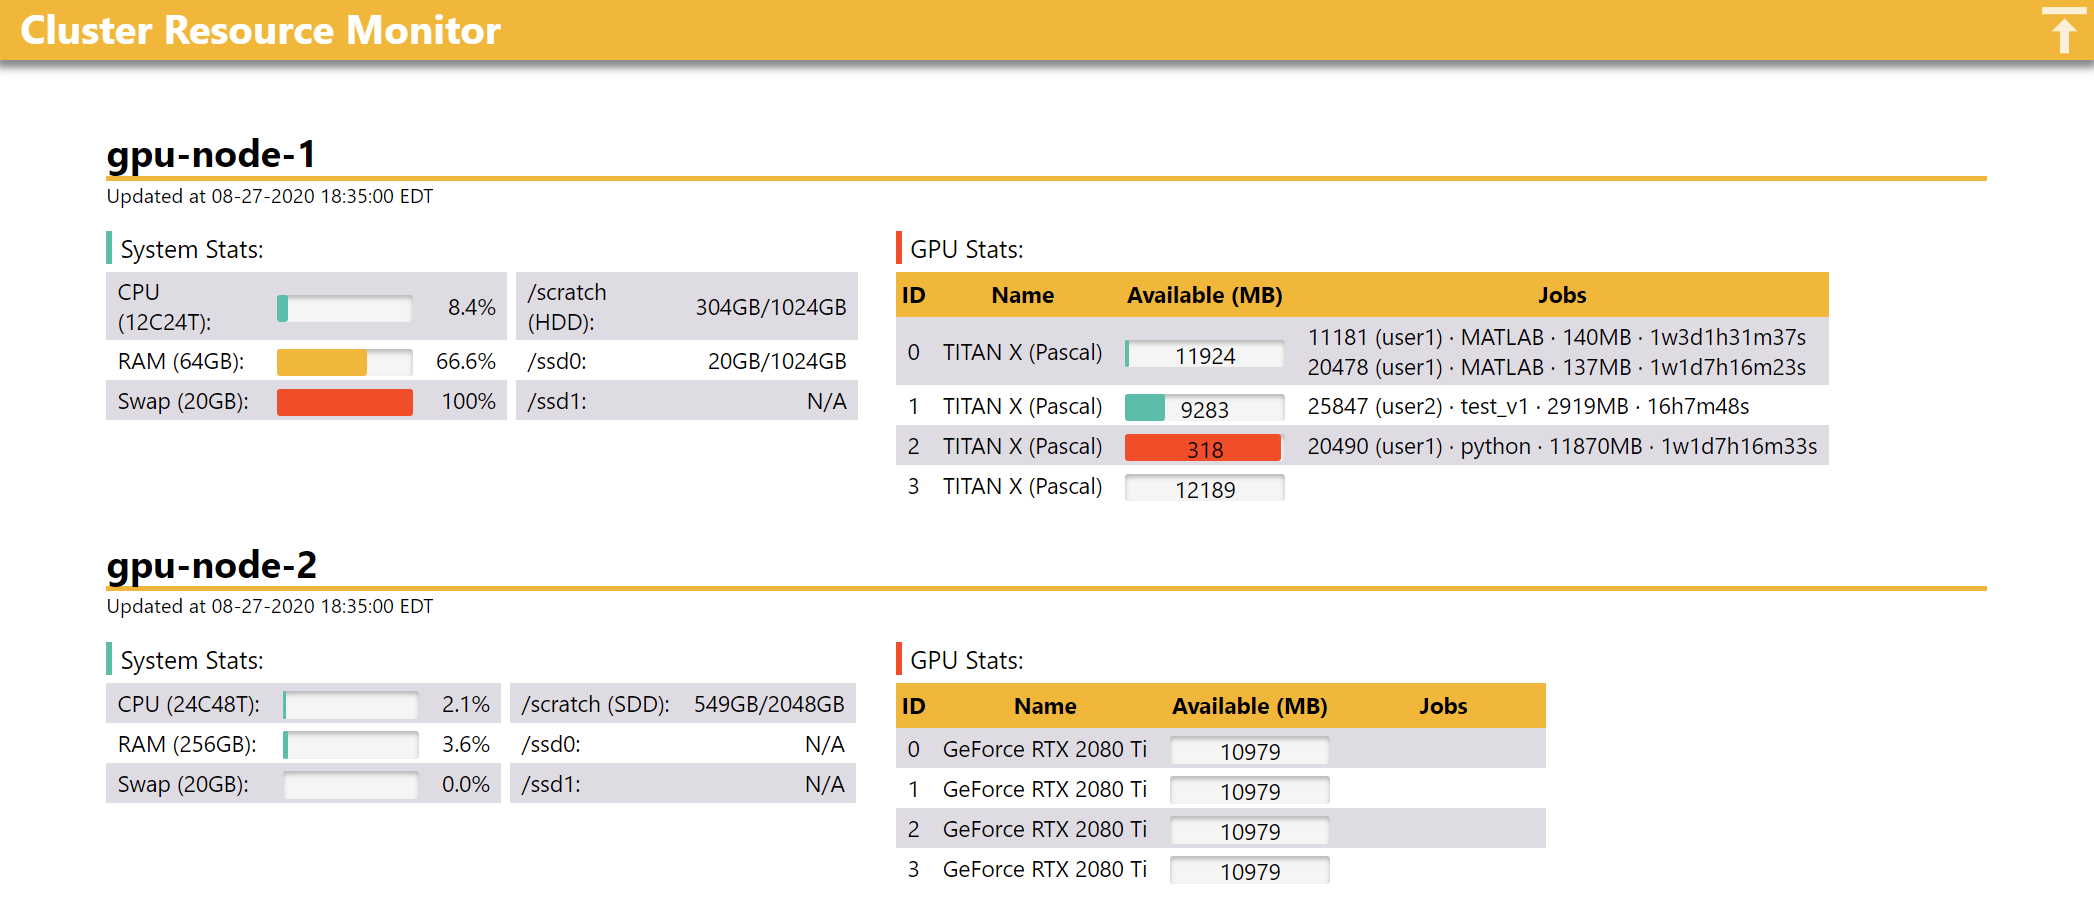 Cluster Resource Monitor
gpu-node-1
Updated at 08-27-2020 18:35:00 EDT
System Stats:
CPU
(12C24T): 8.4%
/scratch
(HDD): 304GB/1024GB
RAM (64GB): 66.6% /ssd0: 20GB/1024GB
Swap (20GB): 100% /ssd1: N/A
GPU Stats:
ID Name Available (MB) Jobs
0 TITAN X (Pascal) 11924 11181 (user1) · MATLAB · 140MB · 1w3d1h31m37s
20478 (user1) · MATLAB · 137MB · 1w1d7h16m23s
1 TITAN X (Pascal) 9283 25847 (user2) · test_v1 · 2919MB · 16h7m48s
2 TITAN X (Pascal) 318 20490 (user1) · python · 11870MB · 1w1d7h16m33s
3 TITAN X (Pascal) 12189
gpu-node-2
Updated at 08-27-2020 18:35:00 EDT
System Stats:
CPU (24C48T): 2.1% /scratch (SDD): 549GB/2048GB
RAM (256GB): 3.6% /ssd0: N/A
Swap (20GB): 0.0% /ssd1: N/A
GPU Stats:
ID Name Available (MB) Jobs
0 GeForce RTX 2080 Ti 10979
1 GeForce RTX 2080 Ti 10979
2 GeForce RTX 2080 Ti 10979
3 GeForce RTX 2080 Ti 10979